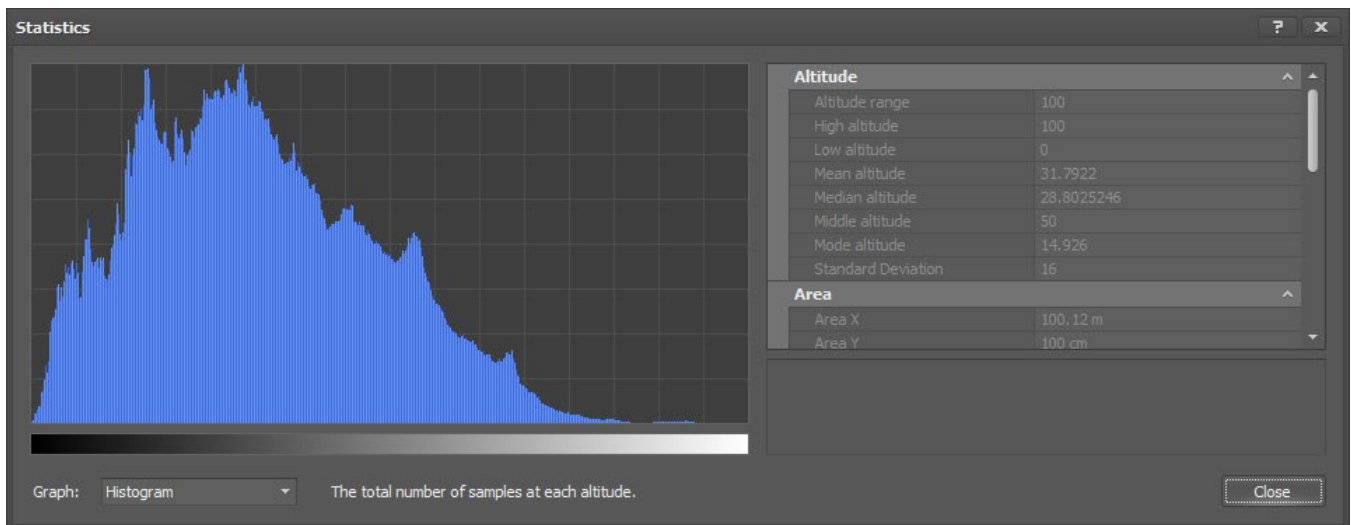 Statistics
? x
Altitude
Altitude range 100
High altitude 100
Low altitude 0
Mean altitude 31.7922
Median altitude 28.8025246
Middle altitude 50
Mode altitude 14.926
Standard Deviation 16
Area
Area X 100.12 m
Area Y 100 cm
Graph: Histogram The total number of samples at each altitude. Close